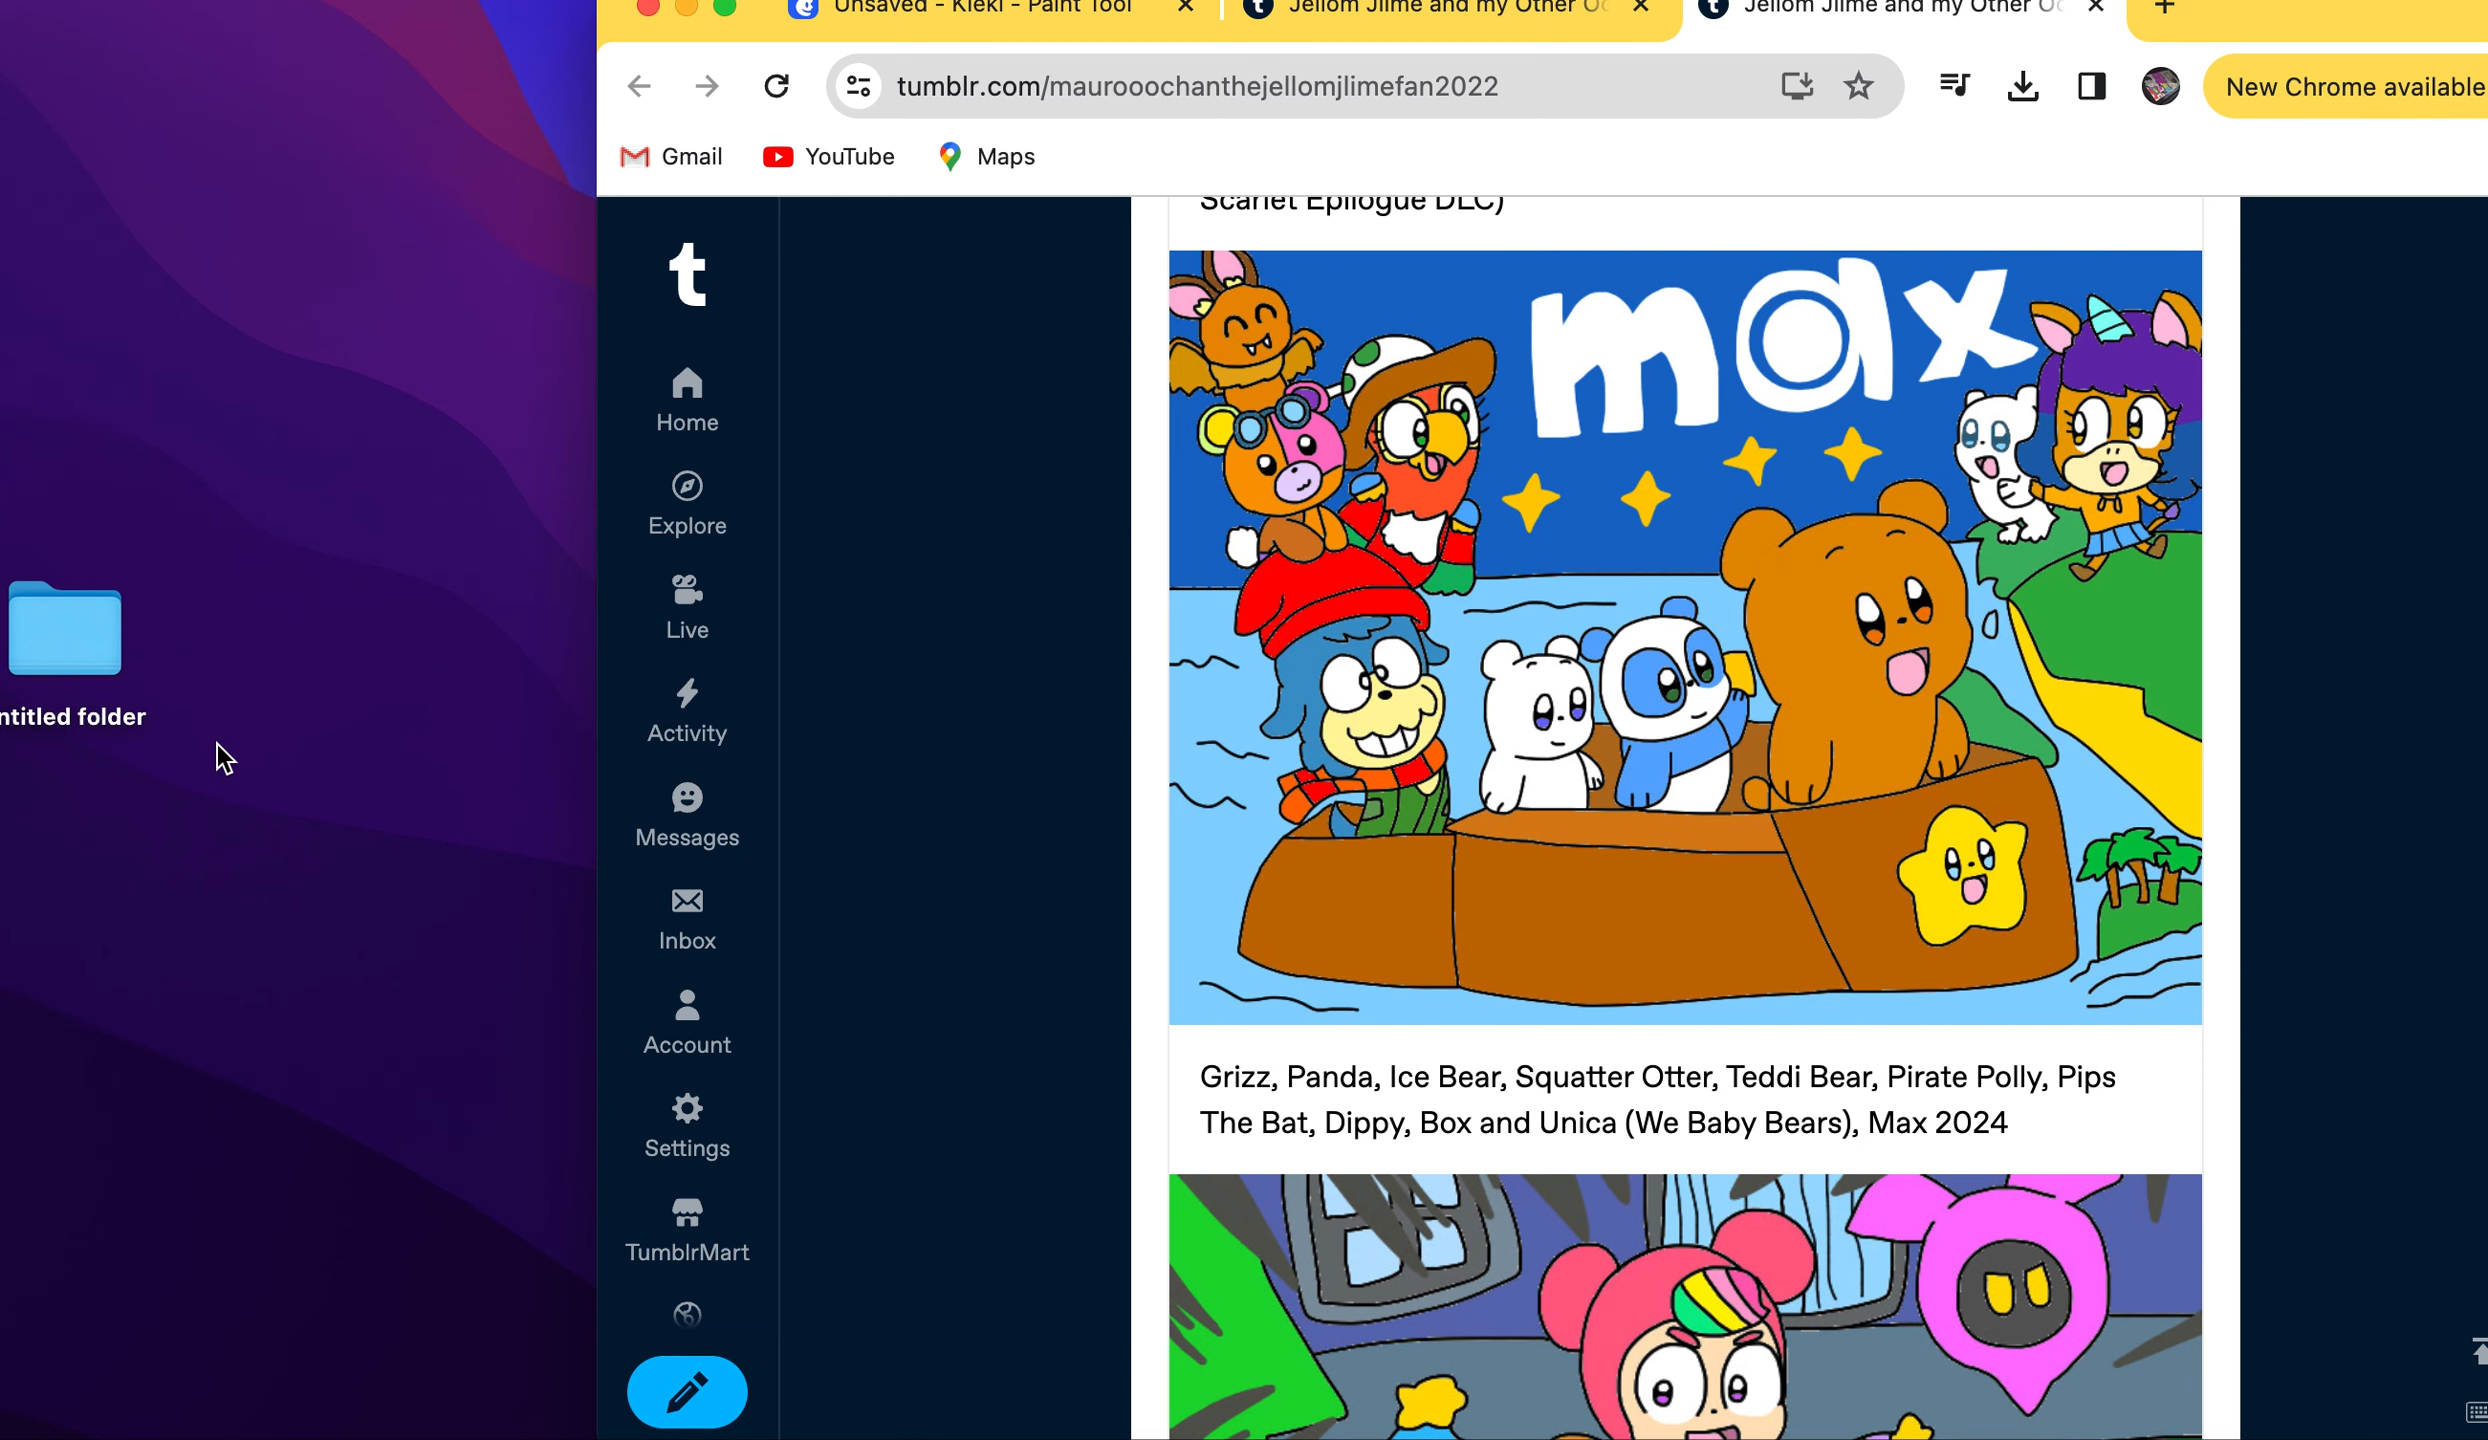 Unsaved - Kleki - Paint Tool
Jellom Jlime and my Other Oc
Jellom Jlime and my Other Oc
tumblr.com/maurooochanthejellomjlimefan2022
New Chrome available
Gmail
YouTube
Maps
t
Home
Explore
Live
Activity
Messages
Inbox
Account
Settings
TumblrMart
ntitled folder
Scarlet Epilogue DLC)
max
Grizz, Panda, Ice Bear, Squatter Otter, Teddi Bear, Pirate Polly, Pips
The Bat, Dippy, Box and Unica (We Baby Bears), Max 2024